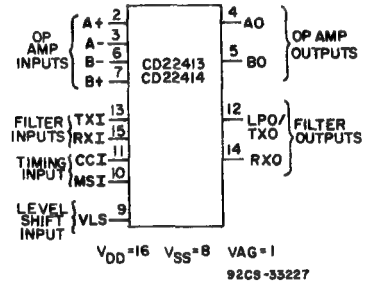 OP AMP INPUTS
A+ 2
A- 3
B- 6
B+ 7
CD22413
CD22414
4 AO
5 BO
OP AMP OUTPUTS
FILTER INPUTS
TXI 13
RXI 15
TIMING INPUT
CCI 11
MSI 10
12 LPO/TXO
14 RXO
FILTER OUTPUTS
LEVEL SHIFT INPUT
VLS 9
VDD=16 VSS=8 VAG=1
92CS-33227